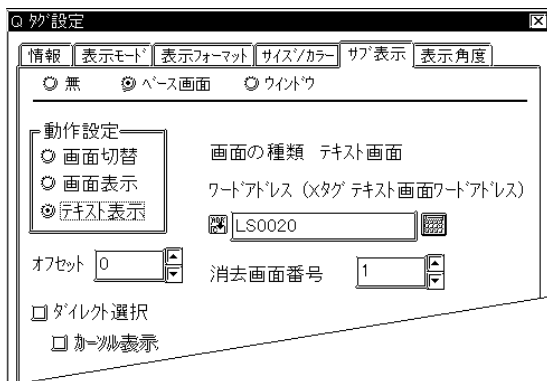 Q タグ設定
情報 表示モード 表示フォーマット サイズ/カラー サブ表示 表示角度
無 ベース画面 ウインドウ
動作設定
画面切替
画面表示
テキスト表示
画面の種類 テキスト画面
ワードアドレス (Xタグ テキスト画面ワードアドレス)
LS0020
オフセット 0
消去画面番号 1
ダイレクト選択
カーソル表示